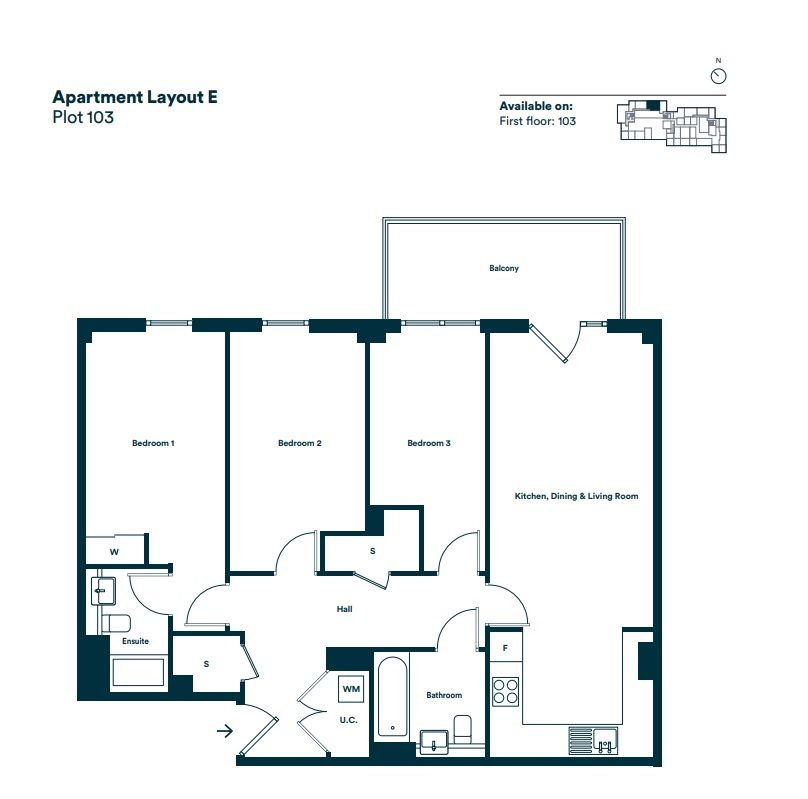 N
Apartment Layout E
Plot 103
Available on:
First floor: 103
Balcony
Bedroom 1
Bedroom 2
Bedroom 3
Kitchen, Dining & Living Room
W
S
Hall
Ensuite
S
F
WM
Bathroom
U.C.